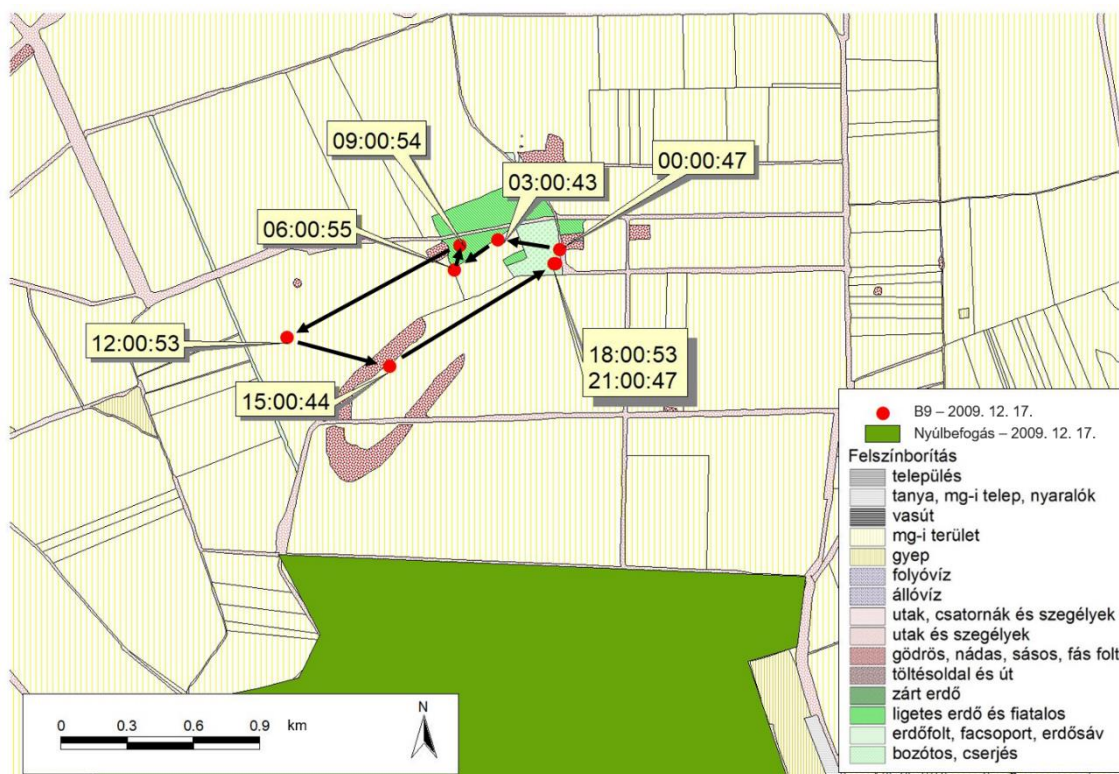 09:00:54
00:00:47
03:00:43
06:00:55
12:00:53
18:00:53
21:00:47
15:00:44
B9 – 2009. 12. 17.
Nyúlbefogás – 2009. 12. 17.
Felszínborítás
település
tanya, mg-i telep, nyaralók
vasút
mg-i terület
gyep
folyóvíz
állóvíz
utak, csatornák és szegélyek
utak és szegélyek
gödrös, nádas, sásos, fás folt
töltésoldal és út
zárt erdő
ligetes erdő és fiatalos
erdőfolt, facsoport, erdősáv
bozótos, cserjés
0 0.3 0.6 0.9 km
N